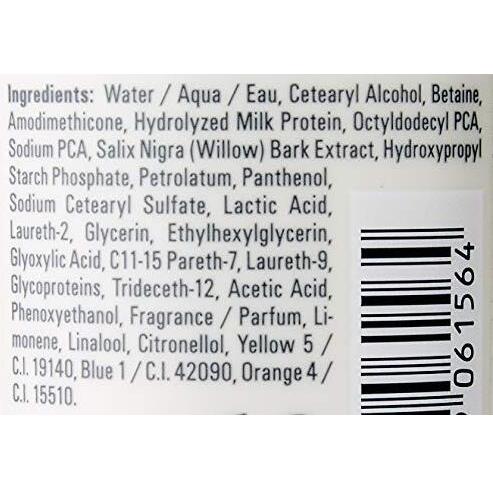 Ingredients: Water / Aqua / Eau, Cetearyl Alcohol, Betaine,
Amodimethicone, Hydrolyzed Milk Protein, Octyldodecyl PCA,
Sodium PCA, Salix Nigra (Willow) Bark Extract, Hydroxypropyl
Starch Phosphate, Petrolatum, Panthenol,
Sodium Cetearyl Sulfate, Lactic Acid,
Laureth-2, Glycerin, Ethylhexylglycerin,
Glyoxylic Acid, C11-15 Pareth-7, Laureth-9,
Glycoproteins, Trideceth-12, Acetic Acid,
Phenoxyethanol, Fragrance / Parfum, Li-
monene, Linalool, Citronellol, Yellow 5 /
C.I. 19140, Blue 1 / C.I. 42090, Orange 4 /
C.I. 15510.
061564